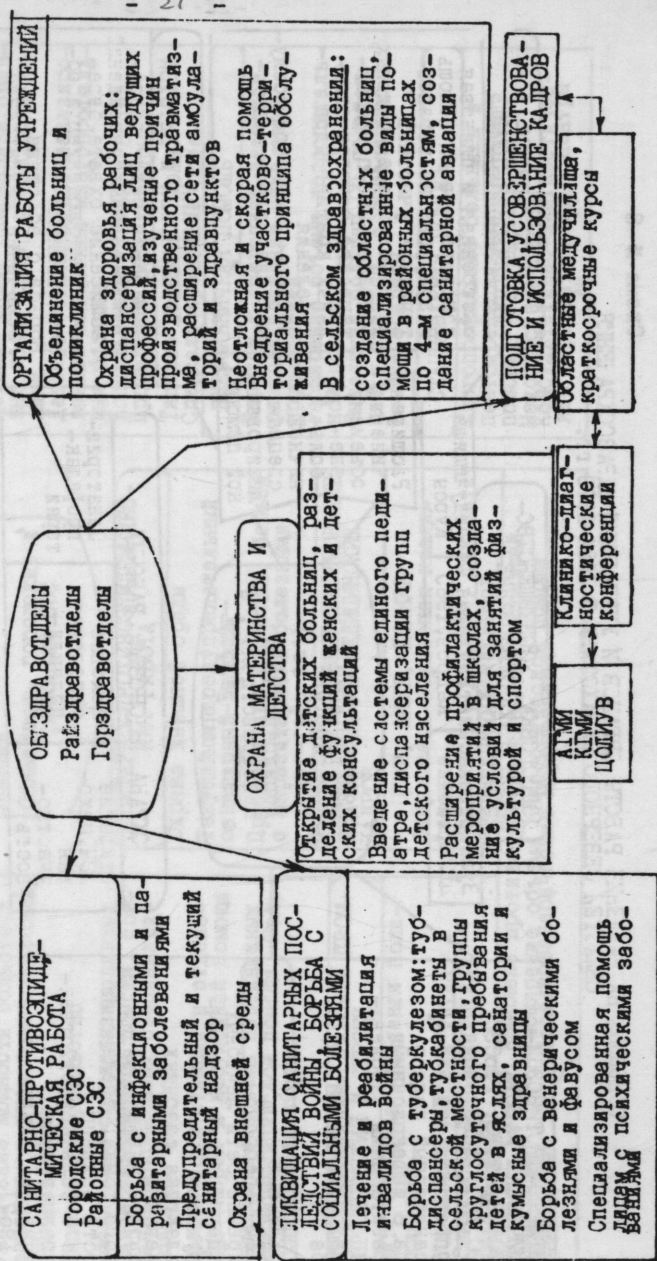 - 21 -
ОБЛЗДРАВОТДЕЛЫ
Райздравотделы
Горздравотделы
САНИТАРНО-ПРОТИВОЭПИДЕ-
МИЧЕСКАЯ РАБОТА
Городские СЭС
Районные СЭС
Борьба с инфекционными и па-
разитарными заболеваниями
Предупредительный и текущий
санитарный надзор
Охрана внешней среды
ЛИКВИДАЦИЯ САНИТАРНЫХ ПОС-
ЛЕДСТВИЙ ВОЙНЫ, БОРЬБА С
СОЦИАЛЬНЫМИ БОЛЕЗНЯМИ
Лечение и реабилитация
инвалидов войны
Борьба с туберкулезом:туб-
диспансеры,тубкабинеты в
сельской местности,группы
круглосуточного пребывания
детей в яслях, санатории и
кумысные здравницы
Борьба с венерическими бо-
лезнями и фавусом
Специализированная помощь
лицам с психическими забо-
ваниями
ОХРАНА МАТЕРИНСТВА И
ДЕТСТВА
Открытие детских больниц, раз-
деление функций женских и дет-
ских консультаций
Введение системы единого педи-
атра,диспансеризации групп
детского населения
Расширение профилактических
мероприятий в школах, созда-
ние условий для занятий физ-
культурой и спортом
ОРГАНИЗАЦИЯ РАБОТЫ УЧРЕЖДЕНИЙ
Объединение больниц и
поликлиник
Охрана здоровья рабочих:
диспансеризация лиц ведущих
профессий,изучение причин
производственного травматиз-
ма, расширение сети амбула-
торий и здравпунктов
Неотложная и скорая помощь
Внедрение участково-терри-
ториального принципа обслу-
живания
В сельском здравоохранении:
создание областных больниц,
специализированные виды по-
мощи в районных больницах
по 4-м специальностям, соз-
дание санитарной авиации
ПОДГОТОВКА,УСОВЕРШЕНСТВОВА-
НИЕ И ИСПОЛЬЗОВАНИЕ КАДРОВ
АГМИ
КГМИ
ЦОЛИУВ
Клинико-диаг-
ностические
конференции
Областные медучилища,
краткосрочные курсы